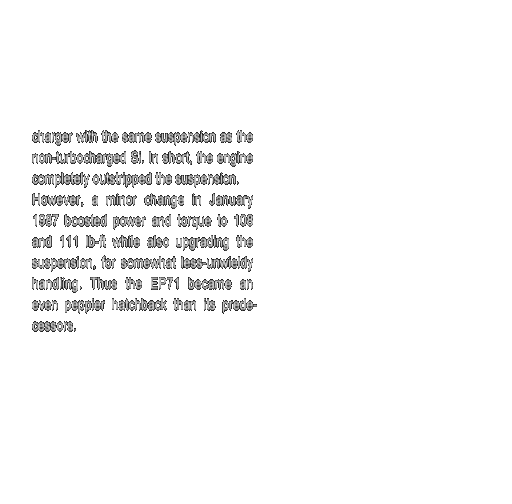 charger with the same suspension as the
non-turbocharged Si. In short, the engine
completely outstripped the suspension.
However, a minor change in January
1987 boosted power and torque to 108
and 111 lb-ft while also upgrading the
suspension, for somewhat less-unwieldy
handling. Thus the EP71 became an
even peppier hatchback than its prede-
cessors.